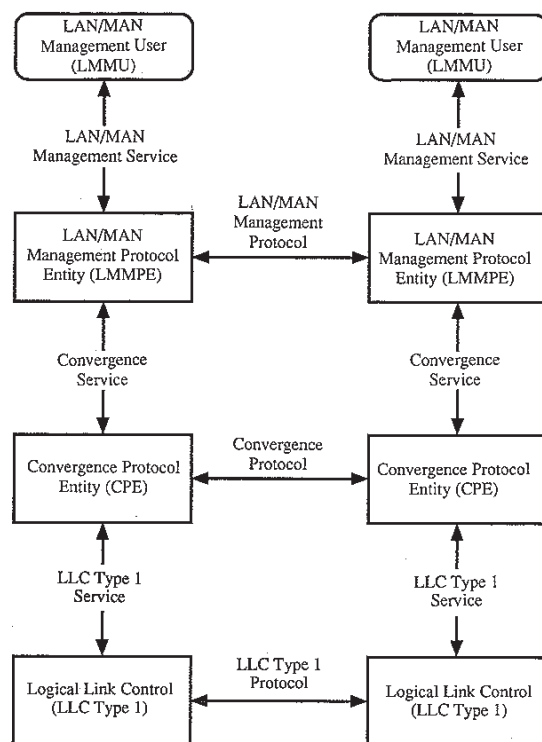 LAN/MAN
Management User
(LMMU)
LAN/MAN
Management User
(LMMU)
LAN/MAN
Management Service
LAN/MAN
Management Service
LAN/MAN
Management Protocol
Entity (LMMPE)
LAN/MAN
Management
Protocol
LAN/MAN
Management Protocol
Entity (LMMPE)
Convergence
Service
Convergence
Service
Convergence Protocol
Entity (CPE)
Convergence
Protocol
Convergence Protocol
Entity (CPE)
LLC Type 1
Service
LLC Type 1
Service
Logical Link Control
(LLC Type 1)
LLC Type 1
Protocol
Logical Link Control
(LLC Type 1)